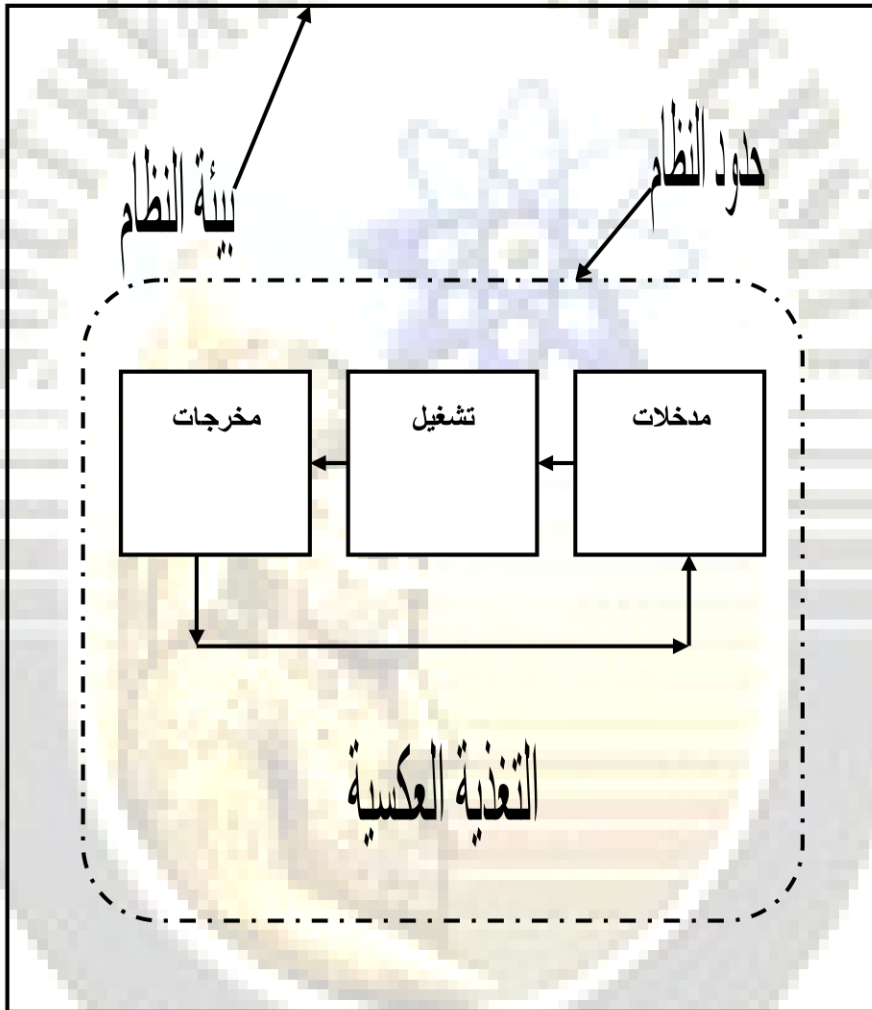 حدود النظام
بيئة النظام
مدخلات
تشغيل
مخرجات
التغذية العكسية